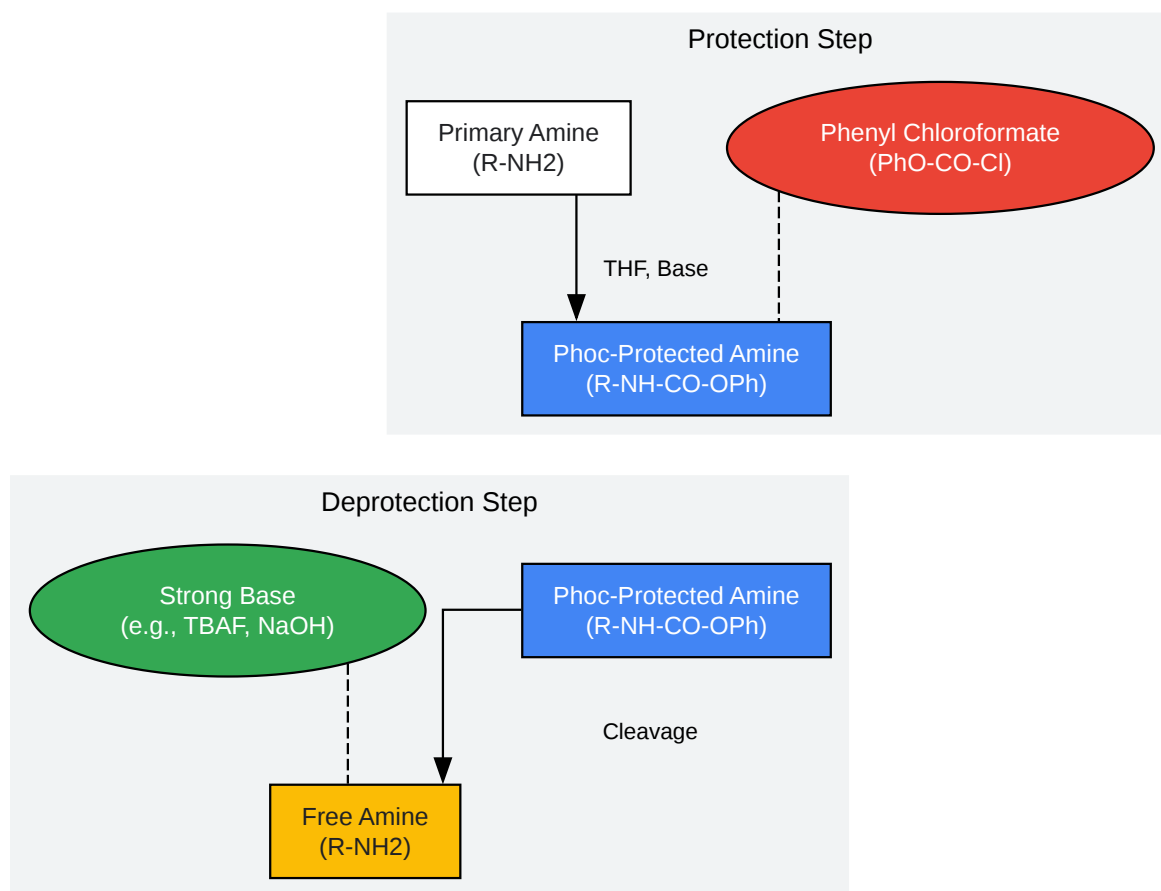 Protection Step
Primary Amine
(R-NH2)
Phenyl Chloroformate
(PhO-CO-Cl)
THF, Base
Phoc-Protected Amine
(R-NH-CO-OPh)
Deprotection Step
Strong Base
(e.g., TBAF, NaOH)
Phoc-Protected Amine
(R-NH-CO-OPh)
Cleavage
Free Amine
(R-NH2)